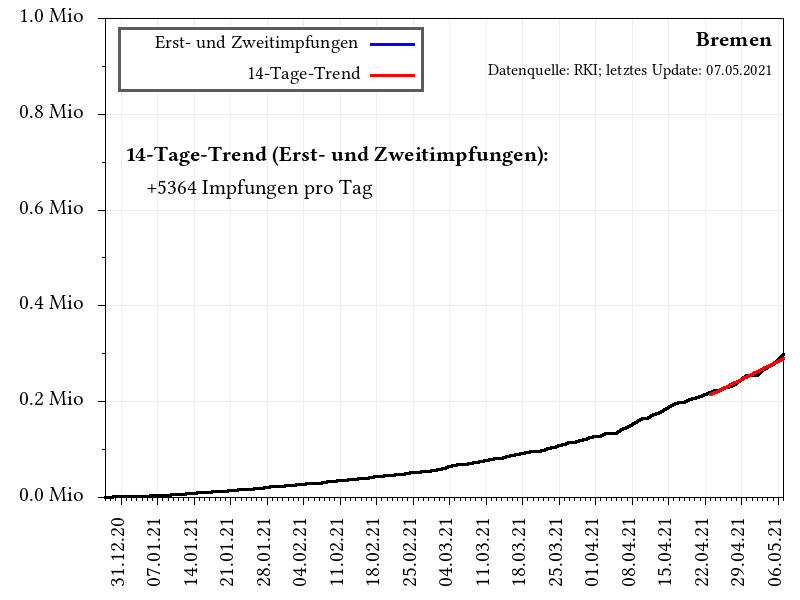 1.0 Mio
Erst- und Zweitimpfungen
14-Tage-Trend
Bremen
Datenquelle: RKI; letztes Update: 07.05.2021
0.8 Mio
14-Tage-Trend (Erst- und Zweitimpfungen):
+5364 Impfungen pro Tag
0.6 Mio
0.4 Mio
0.2 Mio
0.0 Mio
31.12.20
07.01.21
14.01.21
21.01.21
28.01.21
04.02.21
11.02.21
18.02.21
25.02.21
04.03.21
11.03.21
18.03.21
25.03.21
01.04.21
08.04.21
15.04.21
22.04.21
29.04.21
06.05.21